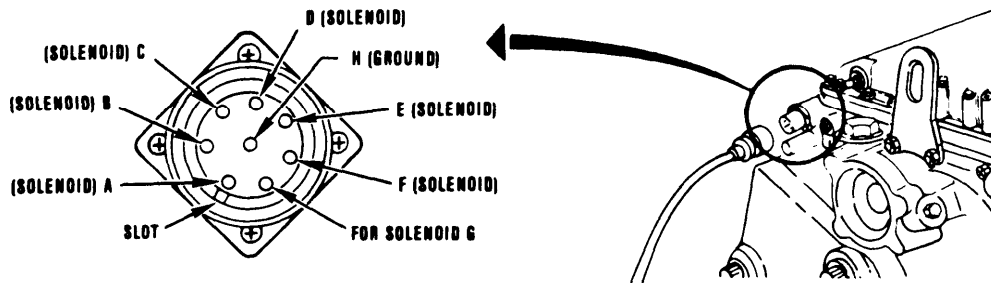 D (SOLENOID)
(SOLENOID) C
H (GROUND)
(SOLENOID) B
E (SOLENOID)
(SOLENOID) A
F (SOLENOID)
SLOT
FOR SOLENOID G